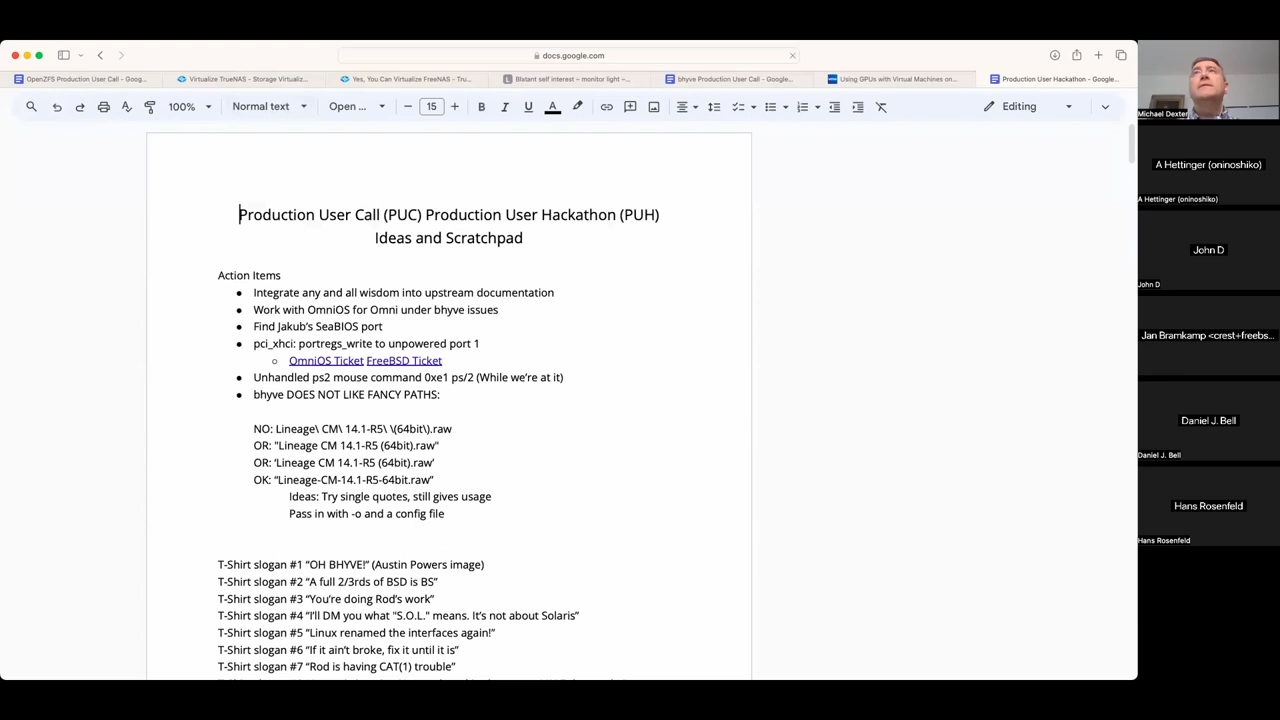 docs.google.com
OpenZFS Production User Call - Goog...
Virtualize TrueNAS - Storage Virtualiz...
Yes, You Can Virtualize FreeNAS - Tru...
Blatant self interest – monitor light –...
bhyve Production User Call - Google...
Using GPUs with Virtual Machines on...
Production User Hackathon - Google...
100%
Normal text
Open ...
15
Editing
Production User Call (PUC) Production User Hackathon (PUH)
Ideas and Scratchpad
Action Items
● Integrate any and all wisdom into upstream documentation
● Work with OmniOS for Omni under bhyve issues
● Find Jakub's SeaBIOS port
● pci_xhci: portregs_write to unpowered port 1
○ OmniOS Ticket FreeBSD Ticket
● Unhandled ps2 mouse command 0xe1 ps/2 (While we're at it)
● bhyve DOES NOT LIKE FANCY PATHS:
NO: Lineage\ CM\ 14.1-R5\ \(64bit\).raw
OR: "Lineage CM 14.1-R5 (64bit).raw"
OR: ‘Lineage CM 14.1-R5 (64bit).raw’
OK: “Lineage-CM-14.1-R5-64bit.raw”
Ideas: Try single quotes, still gives usage
Pass in with -o and a config file
T-Shirt slogan #1 “OH BHYVE!” (Austin Powers image)
T-Shirt slogan #2 “A full 2/3rds of BSD is BS”
T-Shirt slogan #3 “You’re doing Rod’s work”
T-Shirt slogan #4 “I’ll DM you what "S.O.L." means. It’s not about Solaris”
T-Shirt slogan #5 “Linux renamed the interfaces again!”
T-Shirt slogan #6 “If it ain’t broke, fix it until it is”
T-Shirt slogan #7 “Rod is having CAT(1) trouble”
Michael Dexter
A Hettinger (oninoshiko)
A Hettinger (oninoshiko)
John D
John D
Jan Bramkamp <crest+freebs...
Daniel J. Bell
Daniel J. Bell
Hans Rosenfeld
Hans Rosenfeld